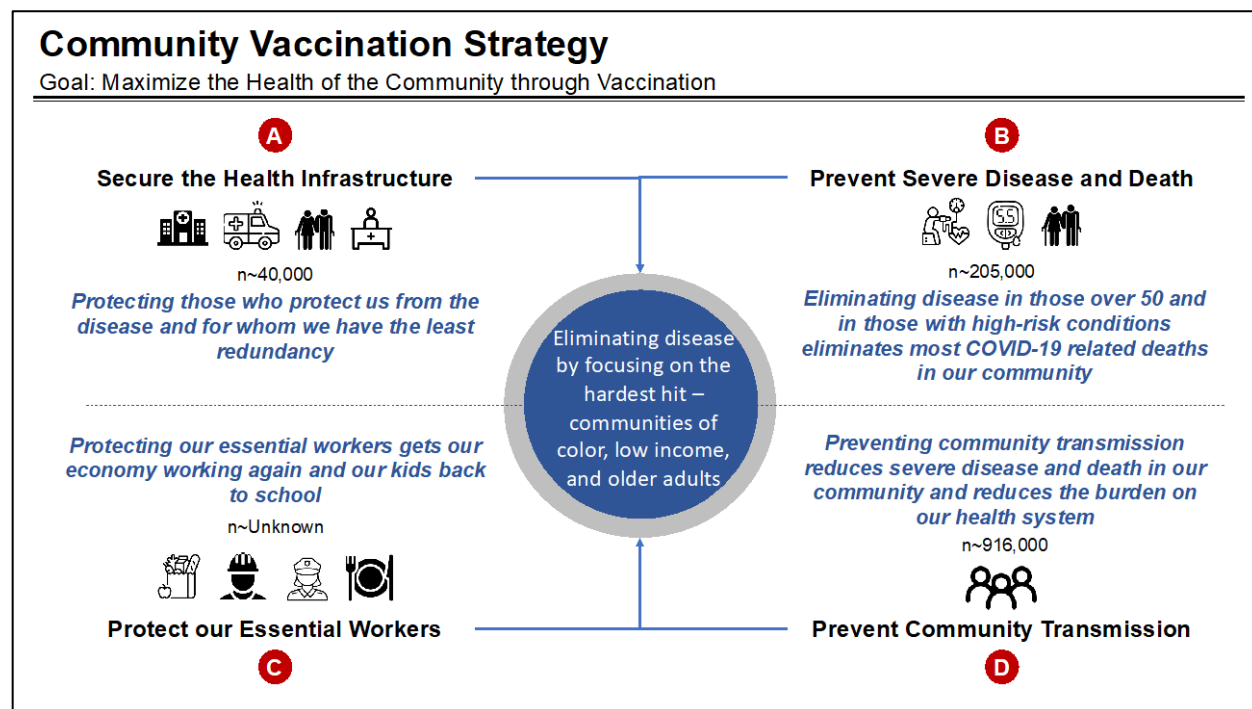 Community Vaccination Strategy
Goal: Maximize the Health of the Community through Vaccination
A
Secure the Health Infrastructure
n~40,000
Protecting those who protect us from the
disease and for whom we have the least
redundancy
B
Prevent Severe Disease and Death
5.5
n~205,000
Eliminating disease in those over 50 and
in those with high-risk conditions
eliminates most COVID-19 related deaths
in our community
Eliminating disease
by focusing on the
hardest hit –
communities of
color, low income,
and older adults
Protecting our essential workers gets our
economy working again and our kids back
to school
n~Unknown
Protect our Essential Workers
C
Preventing community transmission
reduces severe disease and death in our
community and reduces the burden on
our health system
n~916,000
Prevent Community Transmission
D